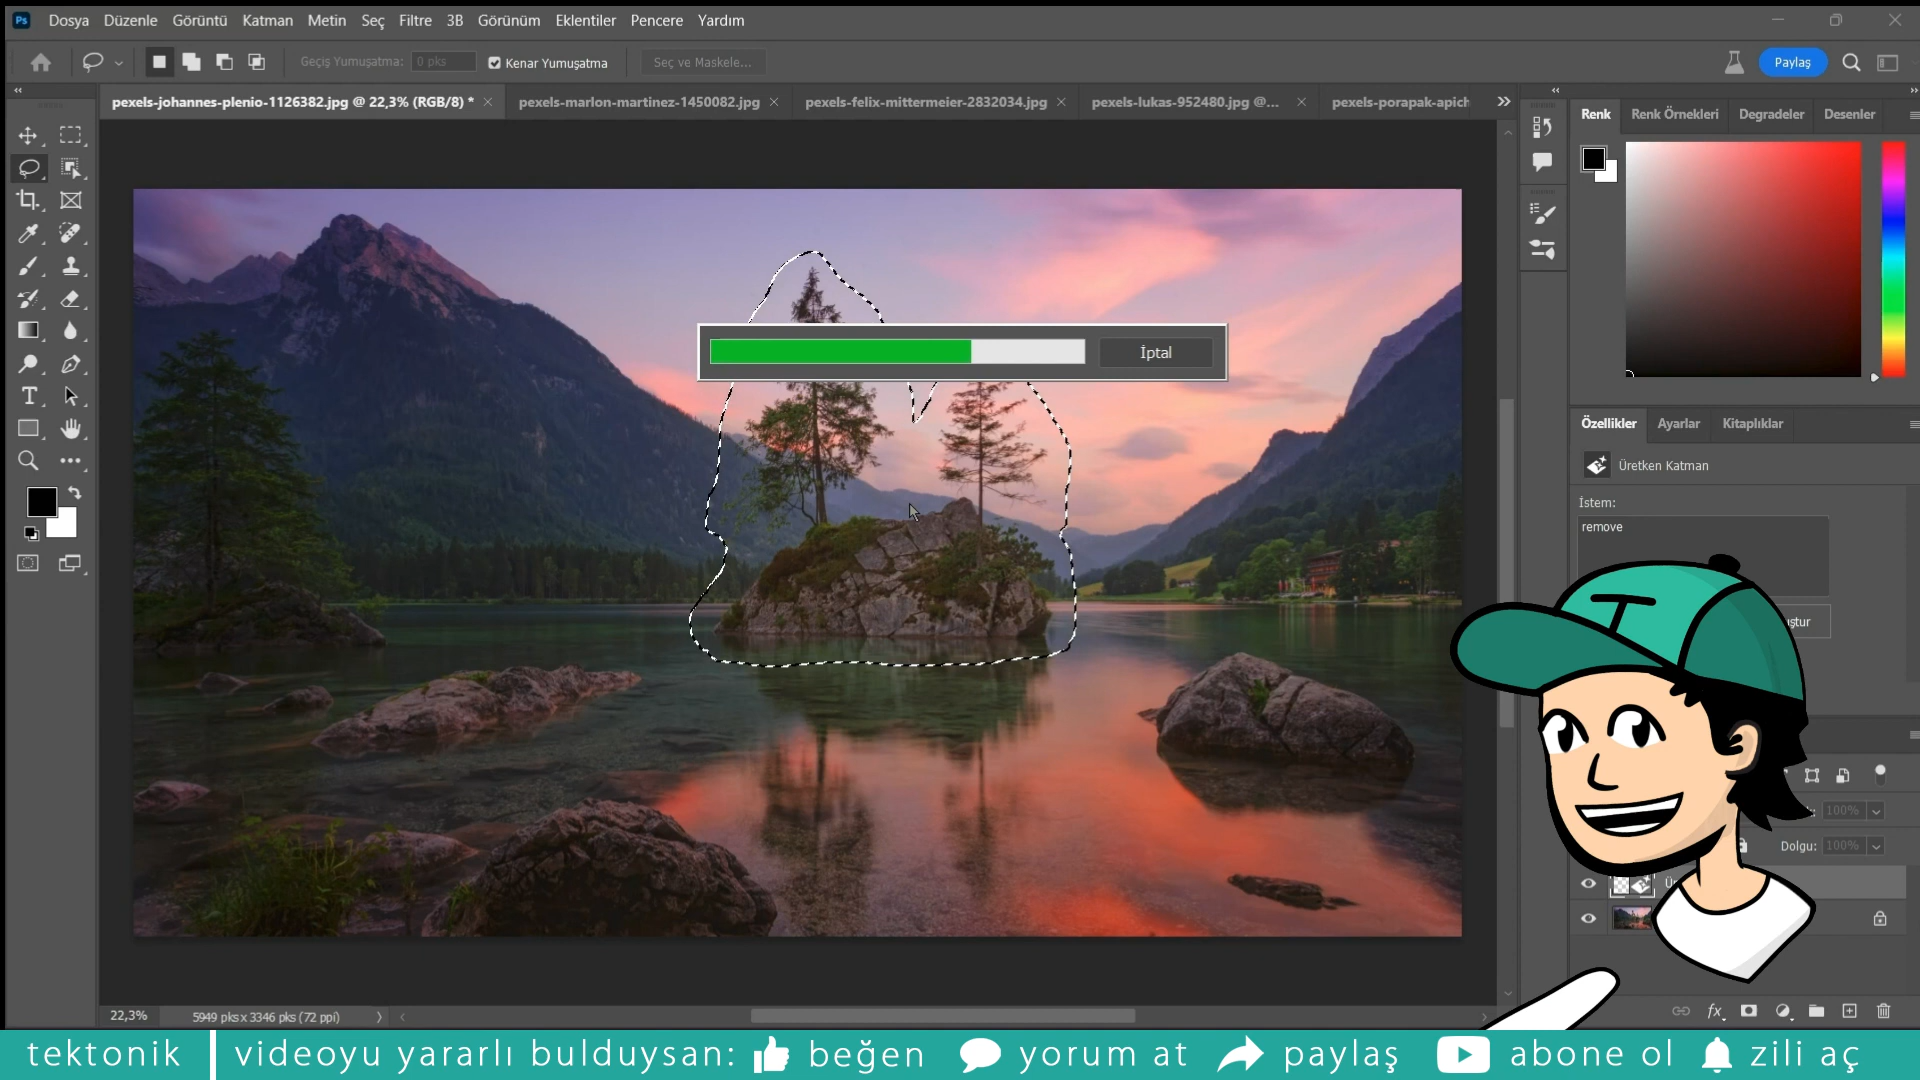 Ps Dosya Düzenle Görüntü Katman Metin Seç Filtre 3B Görünüm Eklentiler Pencere Yardım
Geçiş Yumuşatma: 0 pks Kenar Yumuşatma Seç ve Maskele... Paylaş
pexels-johannes-plenio-1126382.jpg @ 22,3% (RGB/8) * pexels-marlon-martinez-1450082.jpg pexels-felix-mittermeier-2832034.jpg pexels-lukas-952480.jpg @... pexels-porapak-apich
Renk Renk Örnekleri Degradeler Desenler
İptal
Özellikler Ayarlar Kitaplıklar
Üretken Katman
İstem:
remove
ştur
100%
Dolgu: 100%
Ür
22,3% 5949 pks x 3346 pks (72 ppi)
tektonik videoyu yararlı bulduysan: beğen yorum at paylaş abone ol zili aç